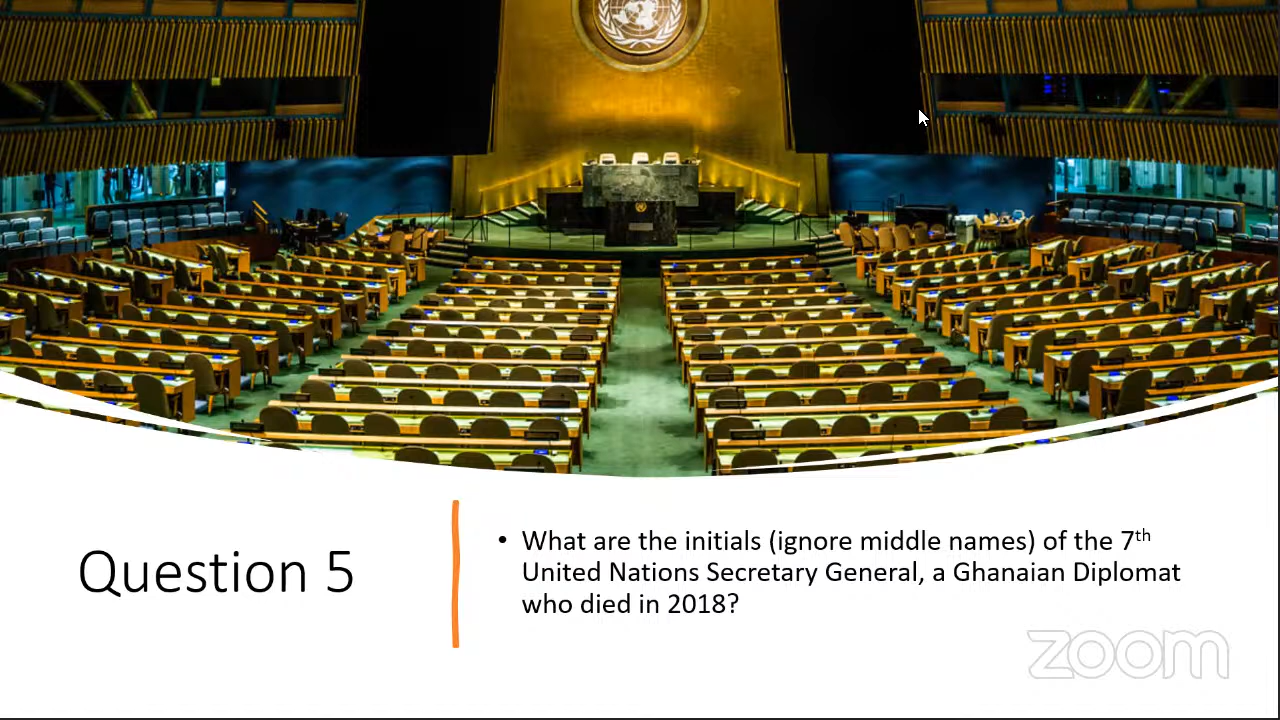 Question 5
• What are the initials (ignore middle names) of the 7th
United Nations Secretary General, a Ghanaian Diplomat
who died in 2018?
zoom